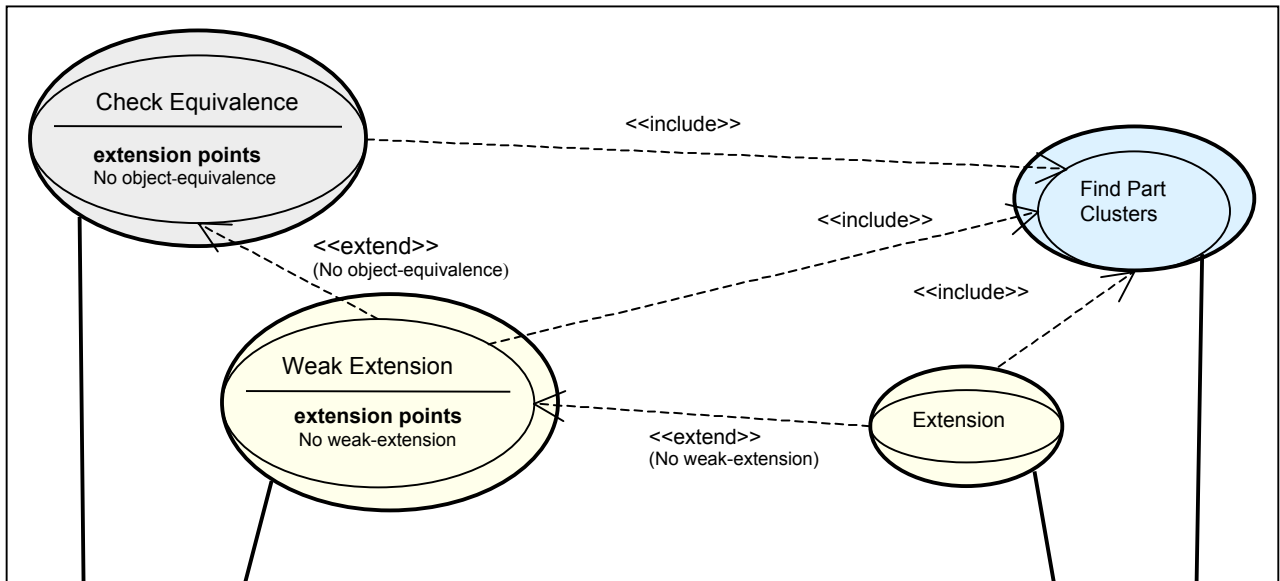 Check Equivalence
extension points
No object-equivalence
<<include>>
Find Part
Clusters
<<include>>
<<extend>>
(No object-equivalence)
<<include>>
Weak Extension
extension points
No weak-extension
Extension
<<extend>>
(No weak-extension)